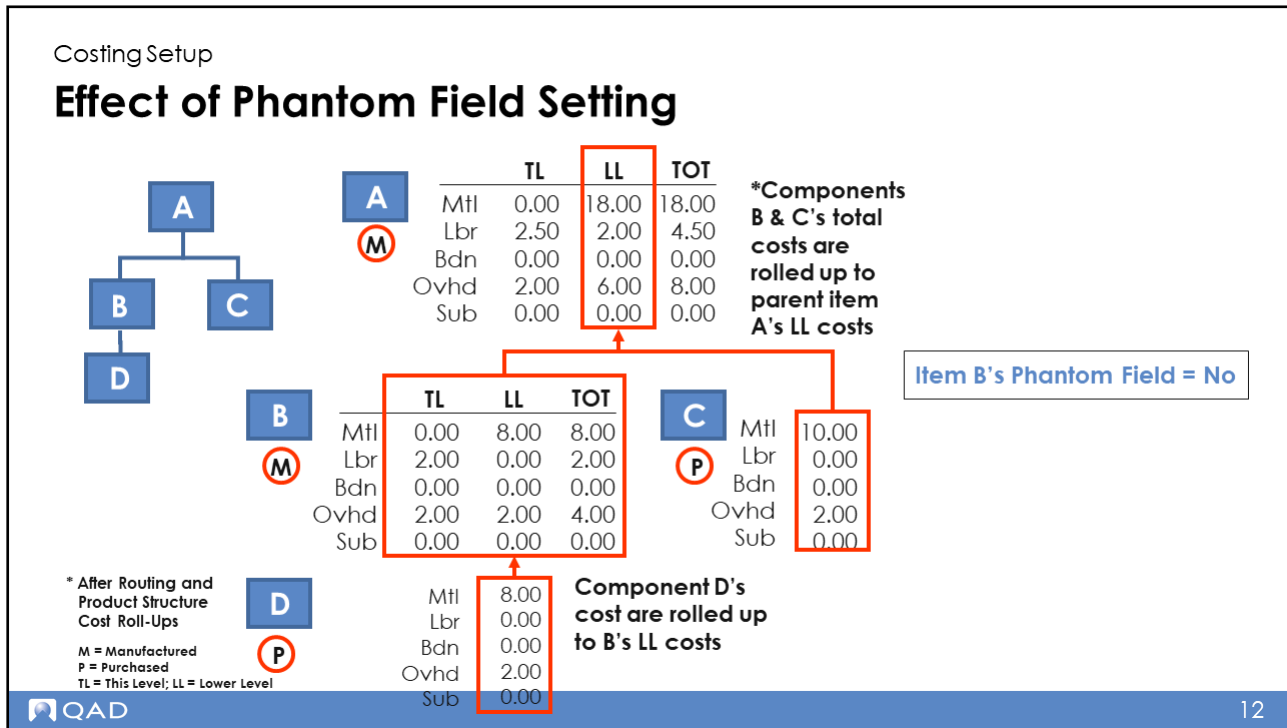 Costing Setup
Effect of Phantom Field Setting
A
B
C
D
A
M
TL LL TOT
Mtl 0.00 18.00 18.00
Lbr 2.50 2.00 4.50
Bdn 0.00 0.00 0.00
Ovhd 2.00 6.00 8.00
Sub 0.00 0.00 0.00
*Components
B & C's total
costs are
rolled up to
parent item
A's LL costs
Item B's Phantom Field = No
B
M
TL LL TOT
Mtl 0.00 8.00 8.00
Lbr 2.00 0.00 2.00
Bdn 0.00 0.00 0.00
Ovhd 2.00 2.00 4.00
Sub 0.00 0.00 0.00
C
P
Mtl 10.00
Lbr 0.00
Bdn 0.00
Ovhd 2.00
Sub 0.00
* After Routing and
Product Structure
Cost Roll-Ups
M = Manufactured
P = Purchased
TL = This Level; LL = Lower Level
D
P
Mtl 8.00
Lbr 0.00
Bdn 0.00
Ovhd 2.00
Sub 0.00
Component D's
cost are rolled up
to B's LL costs
QAD
12